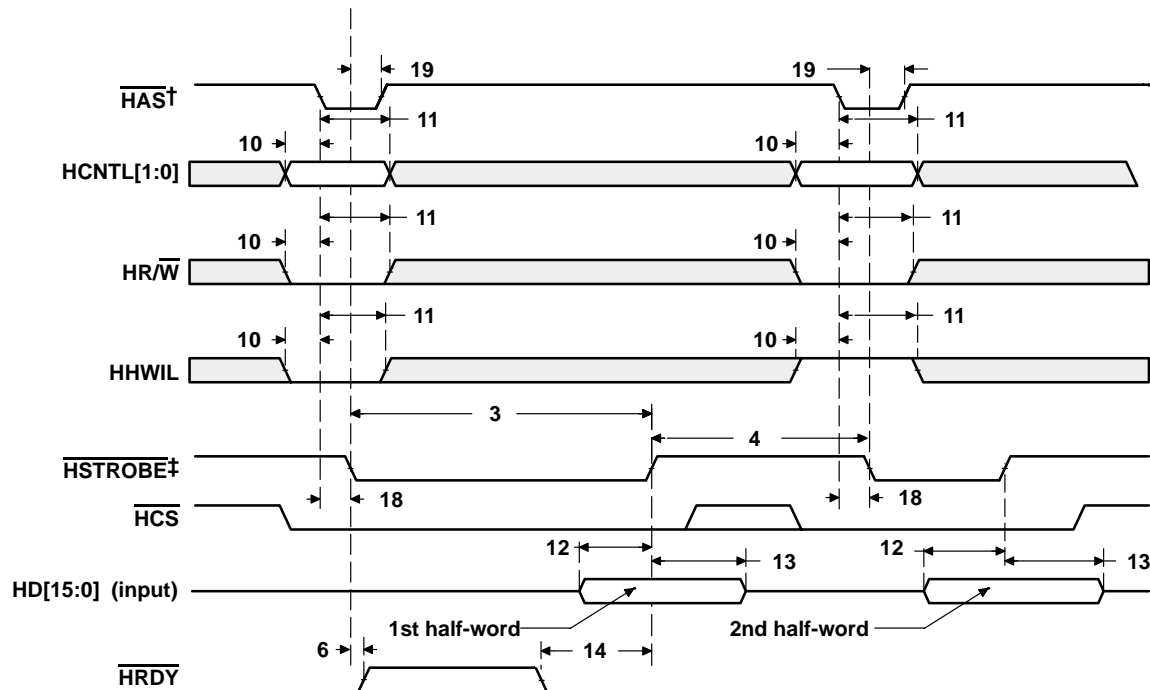 19 19
HAS†
11 11
10 10
HCNTL[1:0]
11 11
10 10
HR/W
11 11
10 10
HHWIL
3
4
HSTROBE‡
18 18
HCS
12 12
13 13
HD[15:0] (input)
1st half-word 2nd half-word
6 14
HRDY